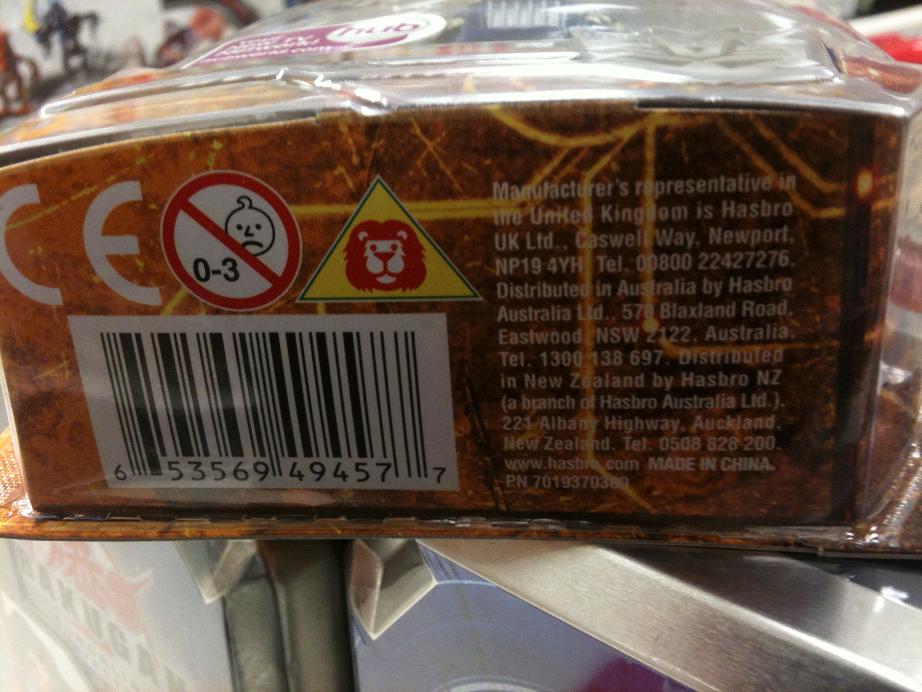 hub
0-3
6 53569 49457 7
Manufacturer's representative in
the United Kingdom is Hasbro
UK Ltd., Caswell Way, Newport,
NP19 4YH Tel. 00800 22427276.
Distributed in Australia by Hasbro
Australia Ltd., 570 Blaxland Road,
Eastwood NSW 2122, Australia.
Tel. 1300 138 697. Distributed
in New Zealand by Hasbro NZ
(a branch of Hasbro Australia Ltd.).
221 Albany Highway, Auckland,
New Zealand. Tel. 0508 828 200.
www.hasbro.com MADE IN CHINA.
PN 7019370300